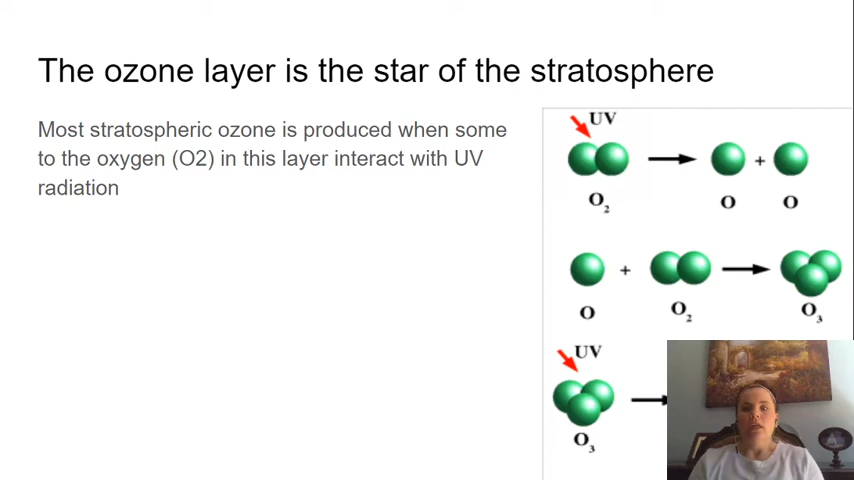 The ozone layer is the star of the stratosphere
Most stratospheric ozone is produced when some
to the oxygen (O2) in this layer interact with UV
radiation
UV
O₂ O O
+
O + O₂ O₃
UV
O₃